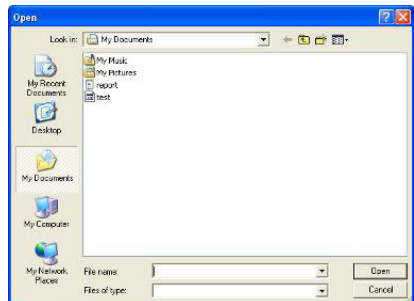 Open
Look in:
My Documents
My Recent
Documents
Desktop
My Documents
My Computer
My Network
Places
My Music
My Pictures
report
test
File name:
Open
Files of type:
Cancel